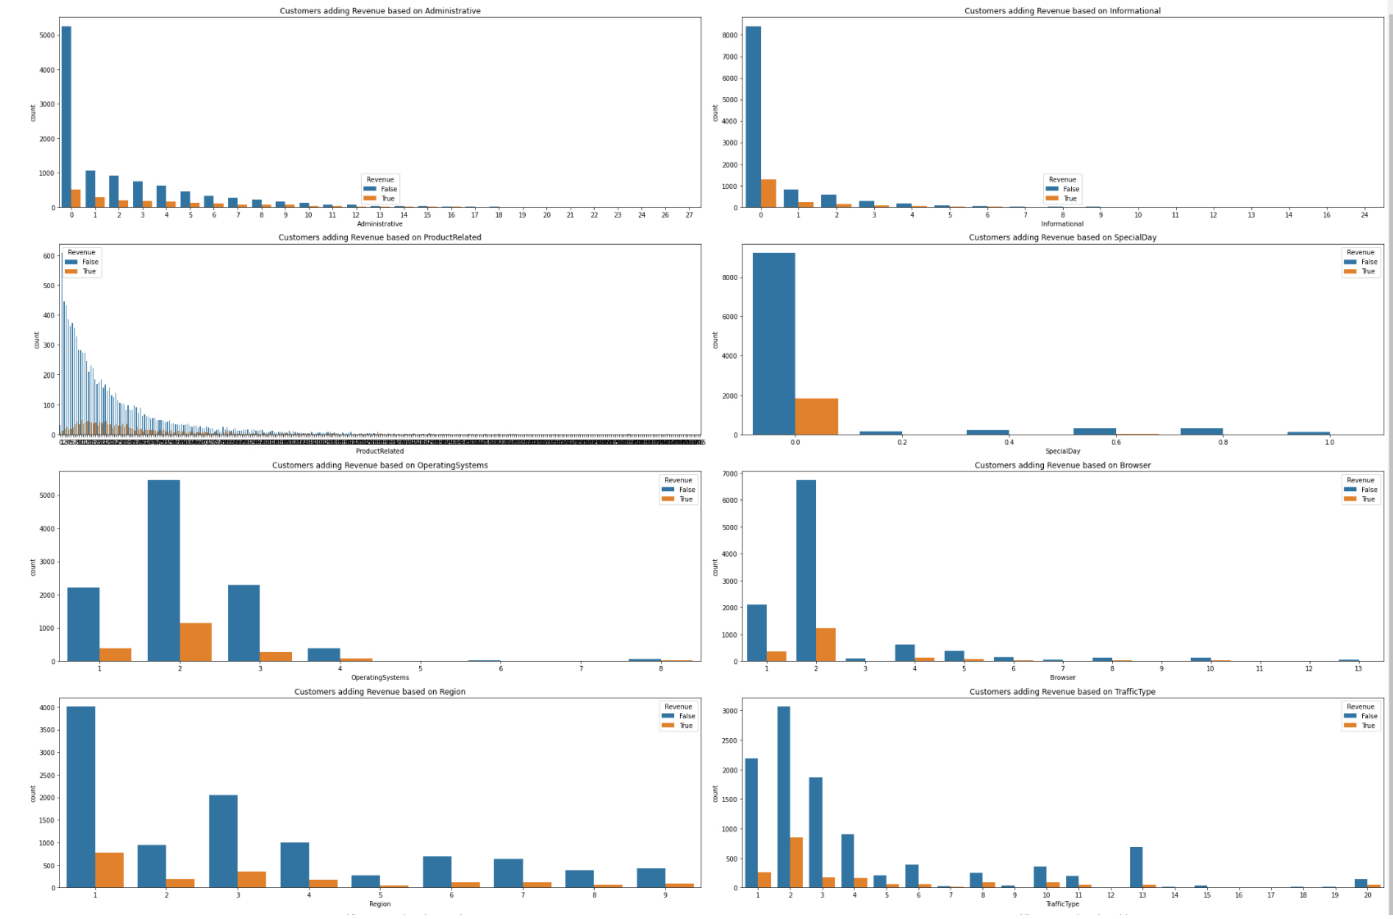 Customers adding Revenue based on Administrative
5000
4000
3000
2000
1000
0
count
Revenue
False
True
0 1 2 3 4 5 6 7 8 9 10 11 12 13 14 15 16 17 18 19 20 21 22 23 24 26 27
Administrative
Customers adding Revenue based on Informational
8000
7000
6000
5000
4000
3000
2000
1000
0
count
Revenue
False
True
0 1 2 3 4 5 6 7 8 9 10 11 12 13 14 16 24
Informational
Customers adding Revenue based on ProductRelated
Revenue
False
True
600
500
400
300
200
100
0
count
ProductRelated
Customers adding Revenue based on SpecialDay
Revenue
False
True
8000
6000
4000
2000
0
count
0.0 0.2 0.4 0.6 0.8 1.0
SpecialDay
Customers adding Revenue based on OperatingSystems
Revenue
False
True
5000
4000
3000
2000
1000
0
count
1 2 3 4 5 6 7 8
OperatingSystems
Customers adding Revenue based on Browser
Revenue
False
True
7000
6000
5000
4000
3000
2000
1000
0
count
1 2 3 4 5 6 7 8 9 10 11 12 13
Browser
Customers adding Revenue based on Region
Revenue
False
True
4000
3500
3000
2500
2000
1500
1000
500
0
count
1 2 3 4 5 6 7 8 9
Region
Customers adding Revenue based on TrafficType
Revenue
False
True
3000
2500
2000
1500
1000
500
0
count
1 2 3 4 5 6 7 8 9 10 11 12 13 14 15 16 17 18 19 20
TrafficType